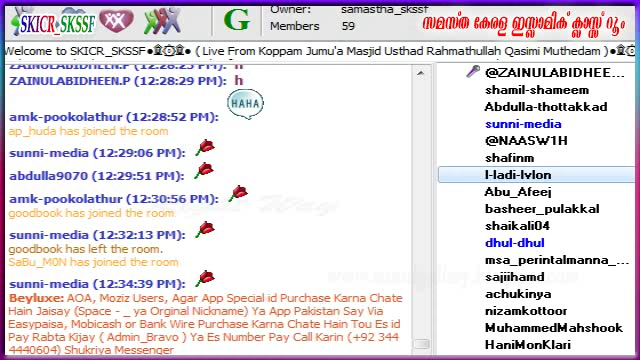 SKICR_SKSSF
G
Owner: samastha_skssf
Members 59
സമസ്ത കേരള ഇസ്ലാമിക് ക്ലാസ്സ് റൂം
Welcome to SKICR_SKSSF ( Live From Koppam Jumu'a Masjid Usthad Rahmathullah Qasimi Muthedam )
ZAINULABIDHEEN.P (12:28:25 PM): h
ZAINULABIDHEEN.P (12:28:29 PM): h
amk-pookolathur (12:28:52 PM): HAHA
ap_huda has joined the room
sunni-media (12:29:06 PM):
abdulla9070 (12:29:51 PM):
amk-pookolathur (12:30:56 PM):
goodbook has joined the room
sunni-media (12:32:13 PM):
goodbook has left the room
SaBu_M0N has joined the room
sunni-media (12:34:39 PM):
Beyluxe: AOA, Moziz Users, Agar App Special id Purchase Karna Chate
Hain Jaisay (Space - _ ya Orginal Nickname) Ya App Pakistan Say Via
Easypaisa, Mobicash or Bank Wire Purchase Karna Chate Hain Tou Es id
Pay Rabta Kijay ( Admin_Bravo ) Ya Es Number Pay Call Karin (+92 344
4440604) Shukriya Messenger
@ZAINULABIDHEE...
shamil-shameem
Abdulla-thottakkad
sunni-media
@NAASW1H
shafinm
I-ladi-Ivlon
Abu_Afeej
basheer_pulakkal
shaikali04
dhul-dhul
msa_perintalmanna_...
sajiihamd
achukinya
nizamkottoor
MuhammedMahshook
HaniMonKlari